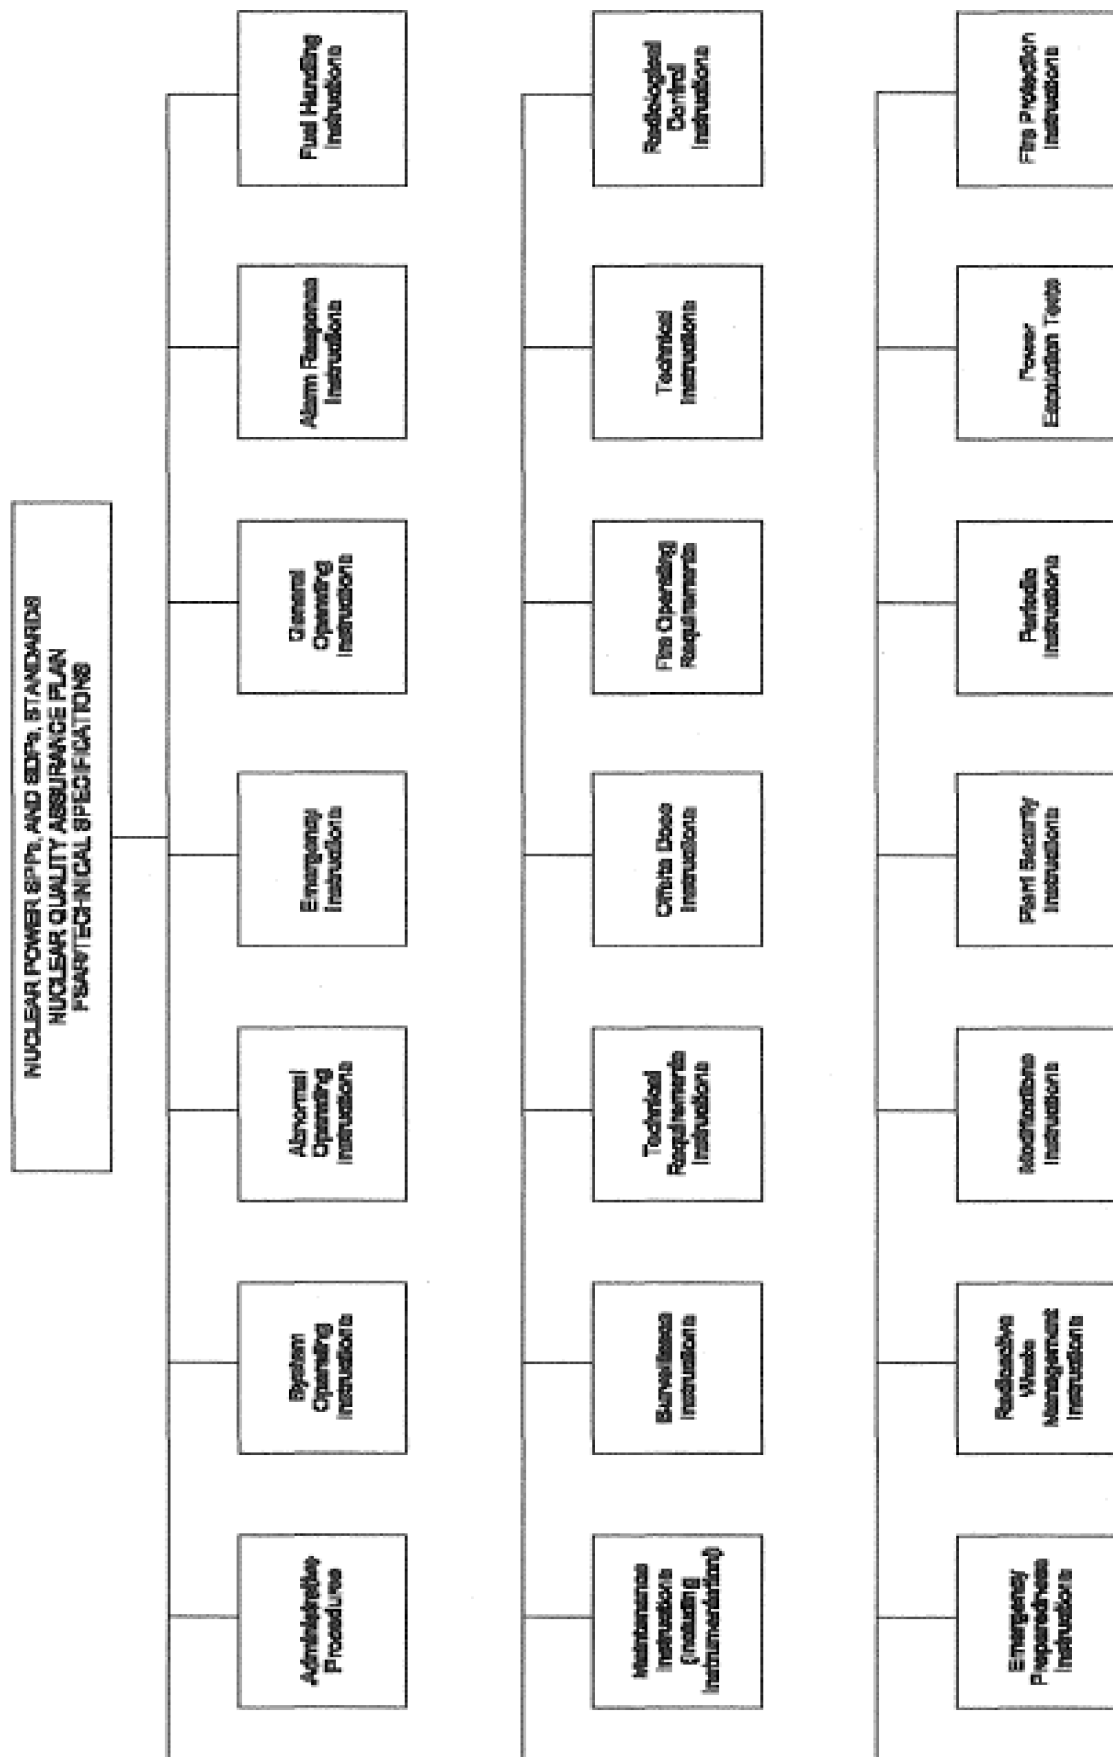 NUCLEAR POWER SPPs, AND SDPs, STANDARDS
NUCLEAR QUALITY ASSURANCE PLAN
FSAR/TECHNICAL SPECIFICATIONS
Administrative
Procedures
System
Operating
Instructions
Abnormal
Operating
Instructions
Emergency
Instructions
General
Operating
Instructions
Alarm Response
Instructions
Fuel Handling
Instructions
Maintenance
Instructions
(Including
Instrumentation)
Surveillance
Instructions
Technical
Requirements
Instructions
Offsite Dose
Instructions
Fire Operating
Requirements
Technical
Instructions
Radiological
Control
Instructions
Emergency
Preparedness
Instructions
Radioactive
Waste
Management
Instructions
Modifications
Instructions
Plant Security
Instructions
Periodic
Instructions
Power
Escalation Tests
Fire Protection
Instructions